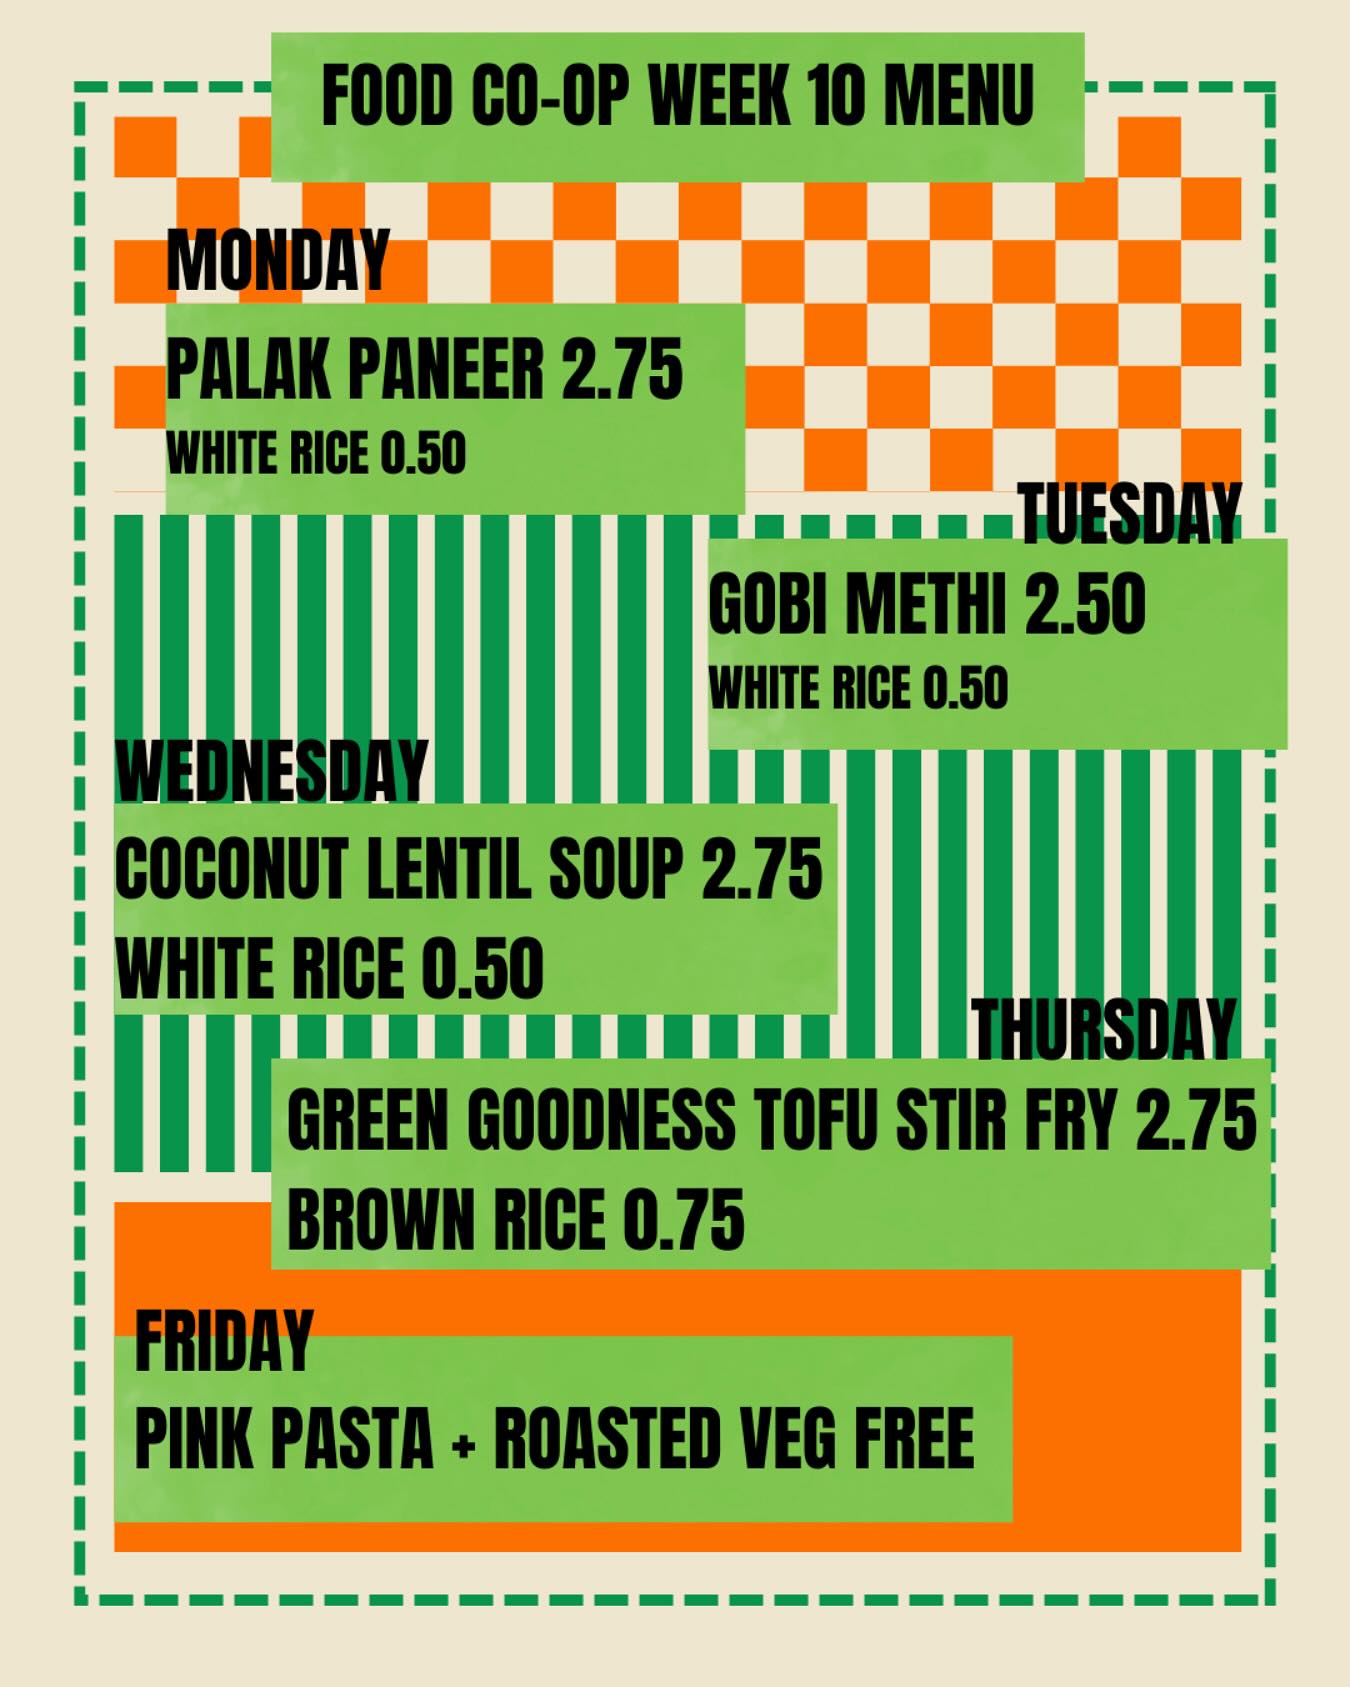 FOOD CO-OP WEEK 10 MENU
MONDAY
PALAK PANEER 2.75
WHITE RICE 0.50
TUESDAY
GOBI METHI 2.50
WHITE RICE 0.50
WEDNESDAY
COCONUT LENTIL SOUP 2.75
WHITE RICE 0.50
THURSDAY
GREEN GOODNESS TOFU STIR FRY 2.75
BROWN RICE 0.75
FRIDAY
PINK PASTA + ROASTED VEG FREE